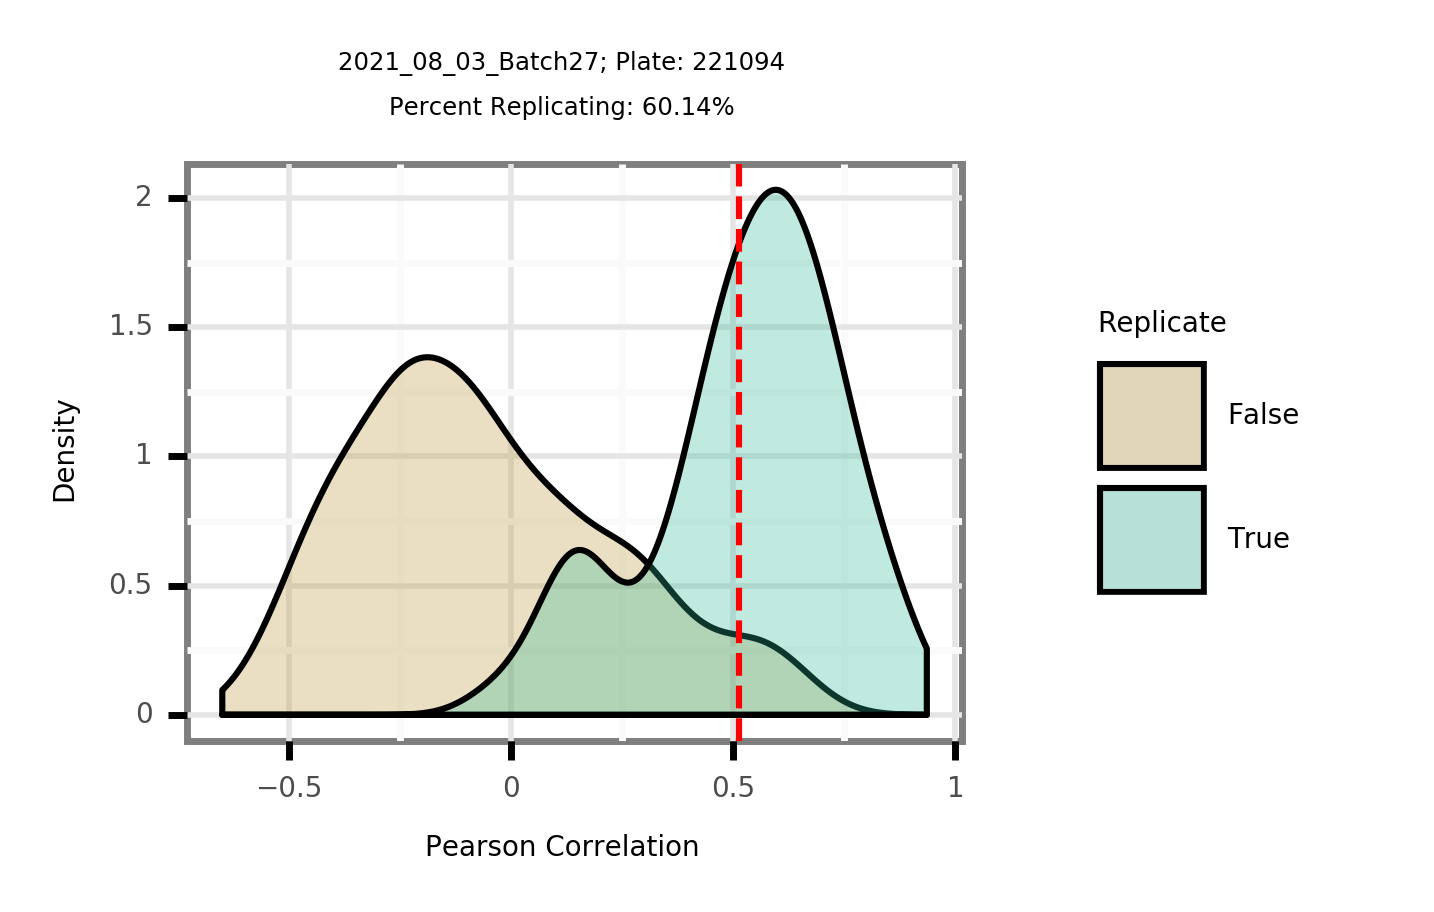 2021_08_03_Batch27; Plate: 221094
Percent Replicating: 60.14%
2
1.5
1
0.5
0
Density
−0.5 0 0.5 1
Pearson Correlation
Replicate
False
True